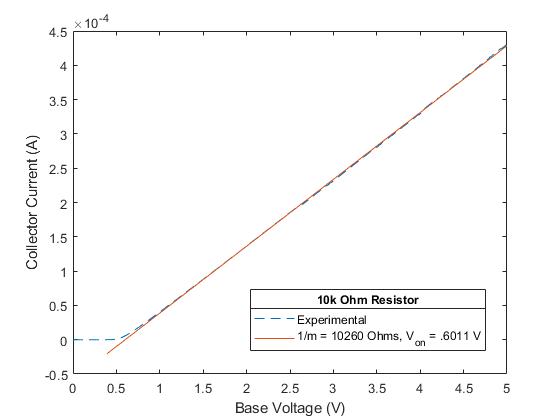 ×10-4
4.5
4
3.5
3
2.5
2
1.5
1
0.5
0
-0.5
Collector Current (A)
0 0.5 1 1.5 2 2.5 3 3.5 4 4.5 5
Base Voltage (V)
10k Ohm Resistor
Experimental
1/m = 10260 Ohms, Von = .6011 V